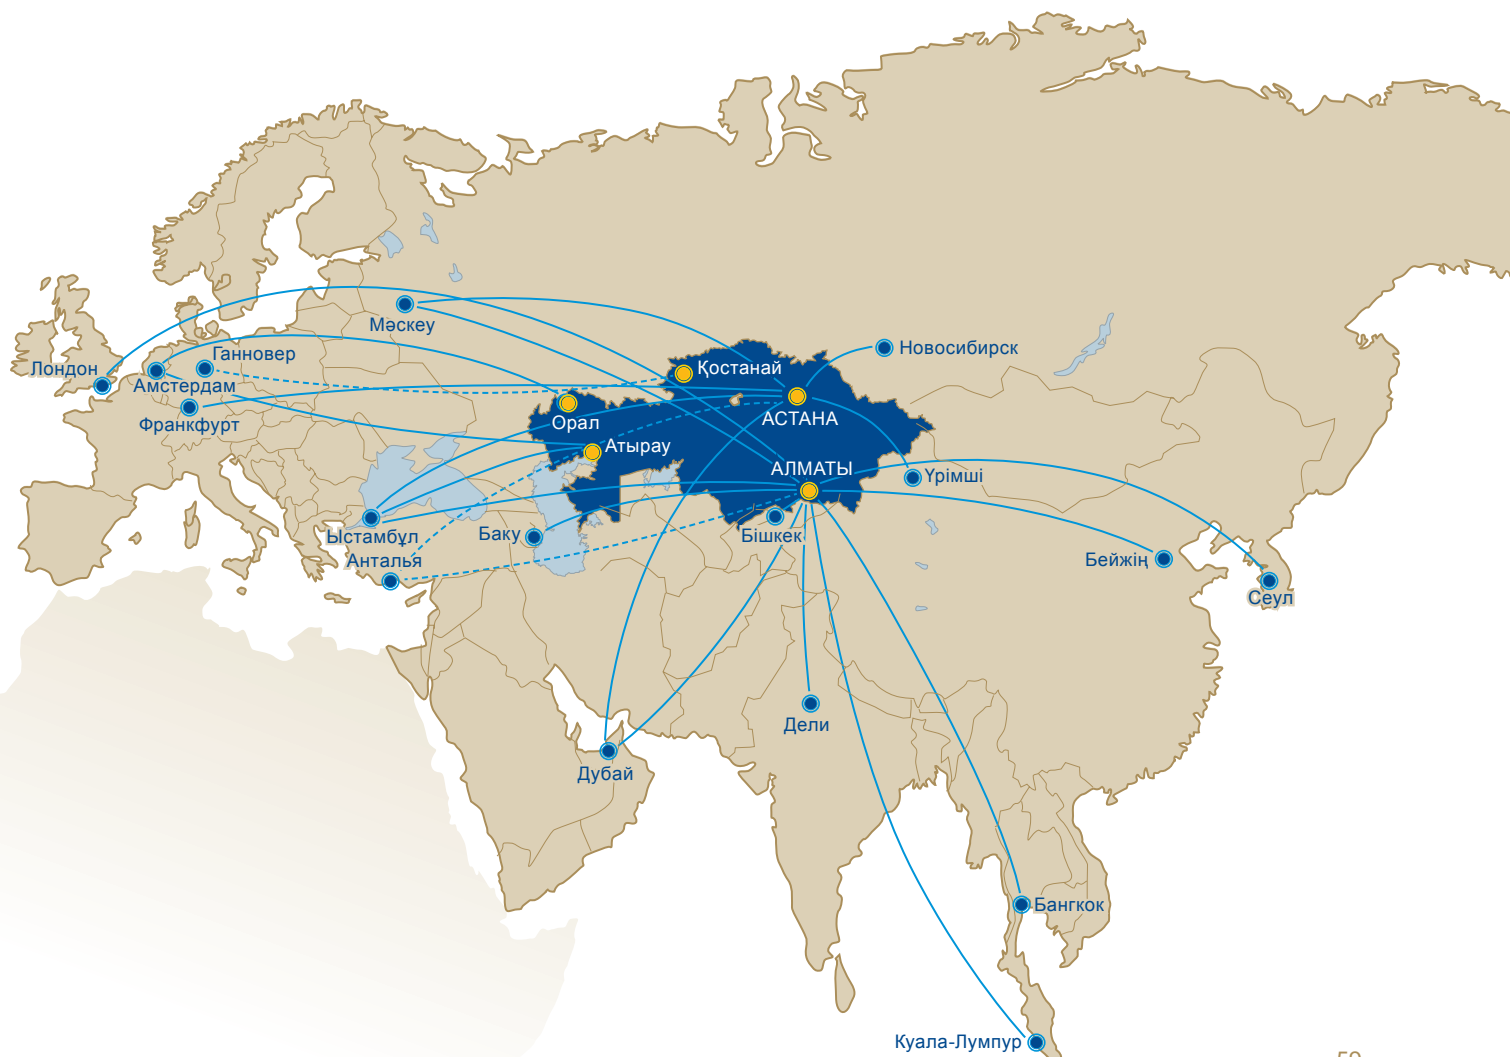 Мәскеу
Новосибирск
Ганновер
Лондон
Қостанай
Амстердам
Франкфурт
Орал
АСТАНА
Атырау
АЛМАТЫ
Үрімші
Ыстамбұл
Баку
Бішкек
Анталья
Бейжің
Сеул
Дели
Дубай
Бангкок
Куала-Лумпур